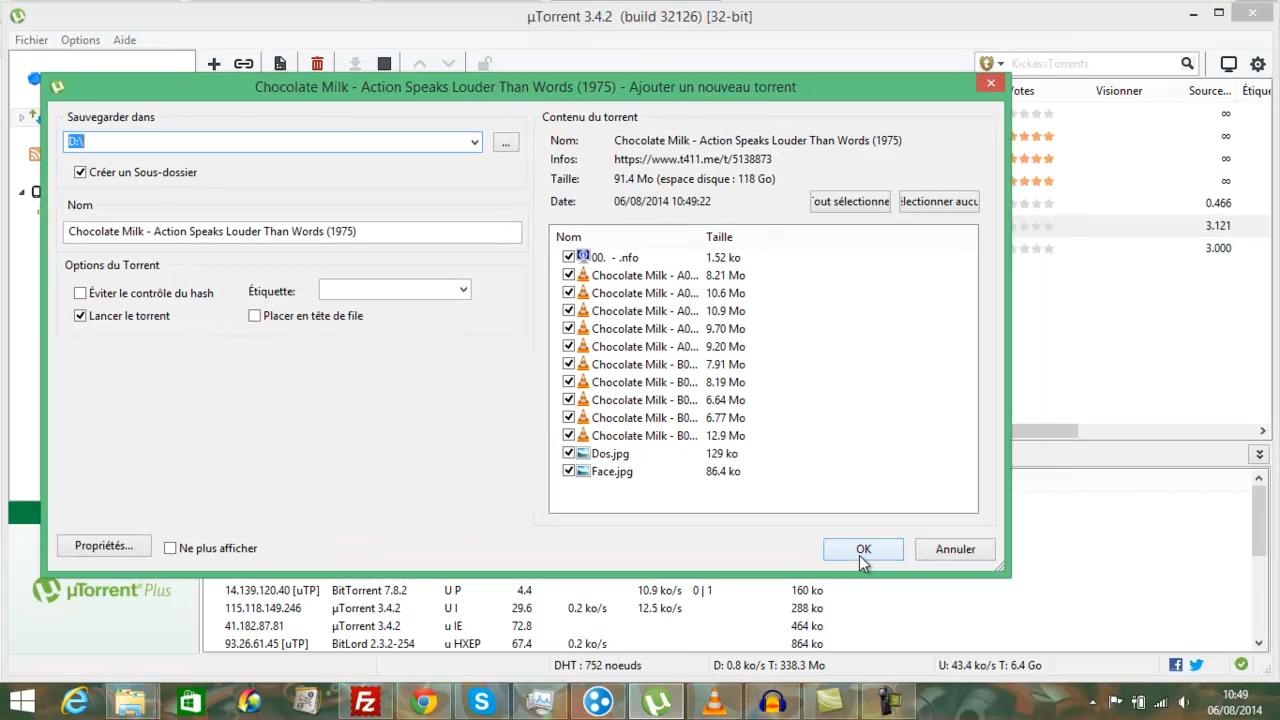 µTorrent 3.4.2 (build 32126) [32-bit]
Fichier Options Aide
KickassTorrents
Votes Visionner Source... Étique
Chocolate Milk - Action Speaks Louder Than Words (1975) - Ajouter un nouveau torrent
Sauvegarder dans
D:\
...
Créer un Sous-dossier
Nom
Chocolate Milk - Action Speaks Louder Than Words (1975)
Options du Torrent
Éviter le contrôle du hash
Étiquette:
Lancer le torrent
Placer en tête de file
Contenu du torrent
Nom: Chocolate Milk - Action Speaks Louder Than Words (1975)
Infos: https://www.t411.me/t/5138873
Taille: 91.4 Mo (espace disque : 118 Go)
Date: 06/08/2014 10:49:22
out sélectionne électionner aucu
Nom Taille
00. - .nfo 1.52 ko
Chocolate Milk - A0... 8.21 Mo
Chocolate Milk - A0... 10.6 Mo
Chocolate Milk - A0... 10.9 Mo
Chocolate Milk - A0... 9.70 Mo
Chocolate Milk - A0... 9.20 Mo
Chocolate Milk - B0... 7.91 Mo
Chocolate Milk - B0... 8.19 Mo
Chocolate Milk - B0... 6.64 Mo
Chocolate Milk - B0... 6.77 Mo
Chocolate Milk - B0... 12.9 Mo
Dos.jpg 129 ko
Face.jpg 86.4 ko
∞
∞
∞
∞
0.466
3.121
3.000
Propriétés...
Ne plus afficher
OK
Annuler
µTorrent Plus
14.139.120.40 [uTP] BitTorrent 7.8.2 U P 4.4 10.9 ko/s 0 | 1 160 ko
115.118.149.246 µTorrent 3.4.2 U I 29.6 0.2 ko/s 12.5 ko/s 288 ko
41.182.87.81 µTorrent 3.4.2 u IE 72.8 464 ko
93.26.61.45 [uTP] BitLord 2.3.2-254 u HXEP 67.4 0.2 ko/s 864 ko
DHT : 752 noeuds D: 0.8 ko/s T: 338.3 Mo U: 43.4 ko/s T: 6.4 Go
10:49
06/08/2014